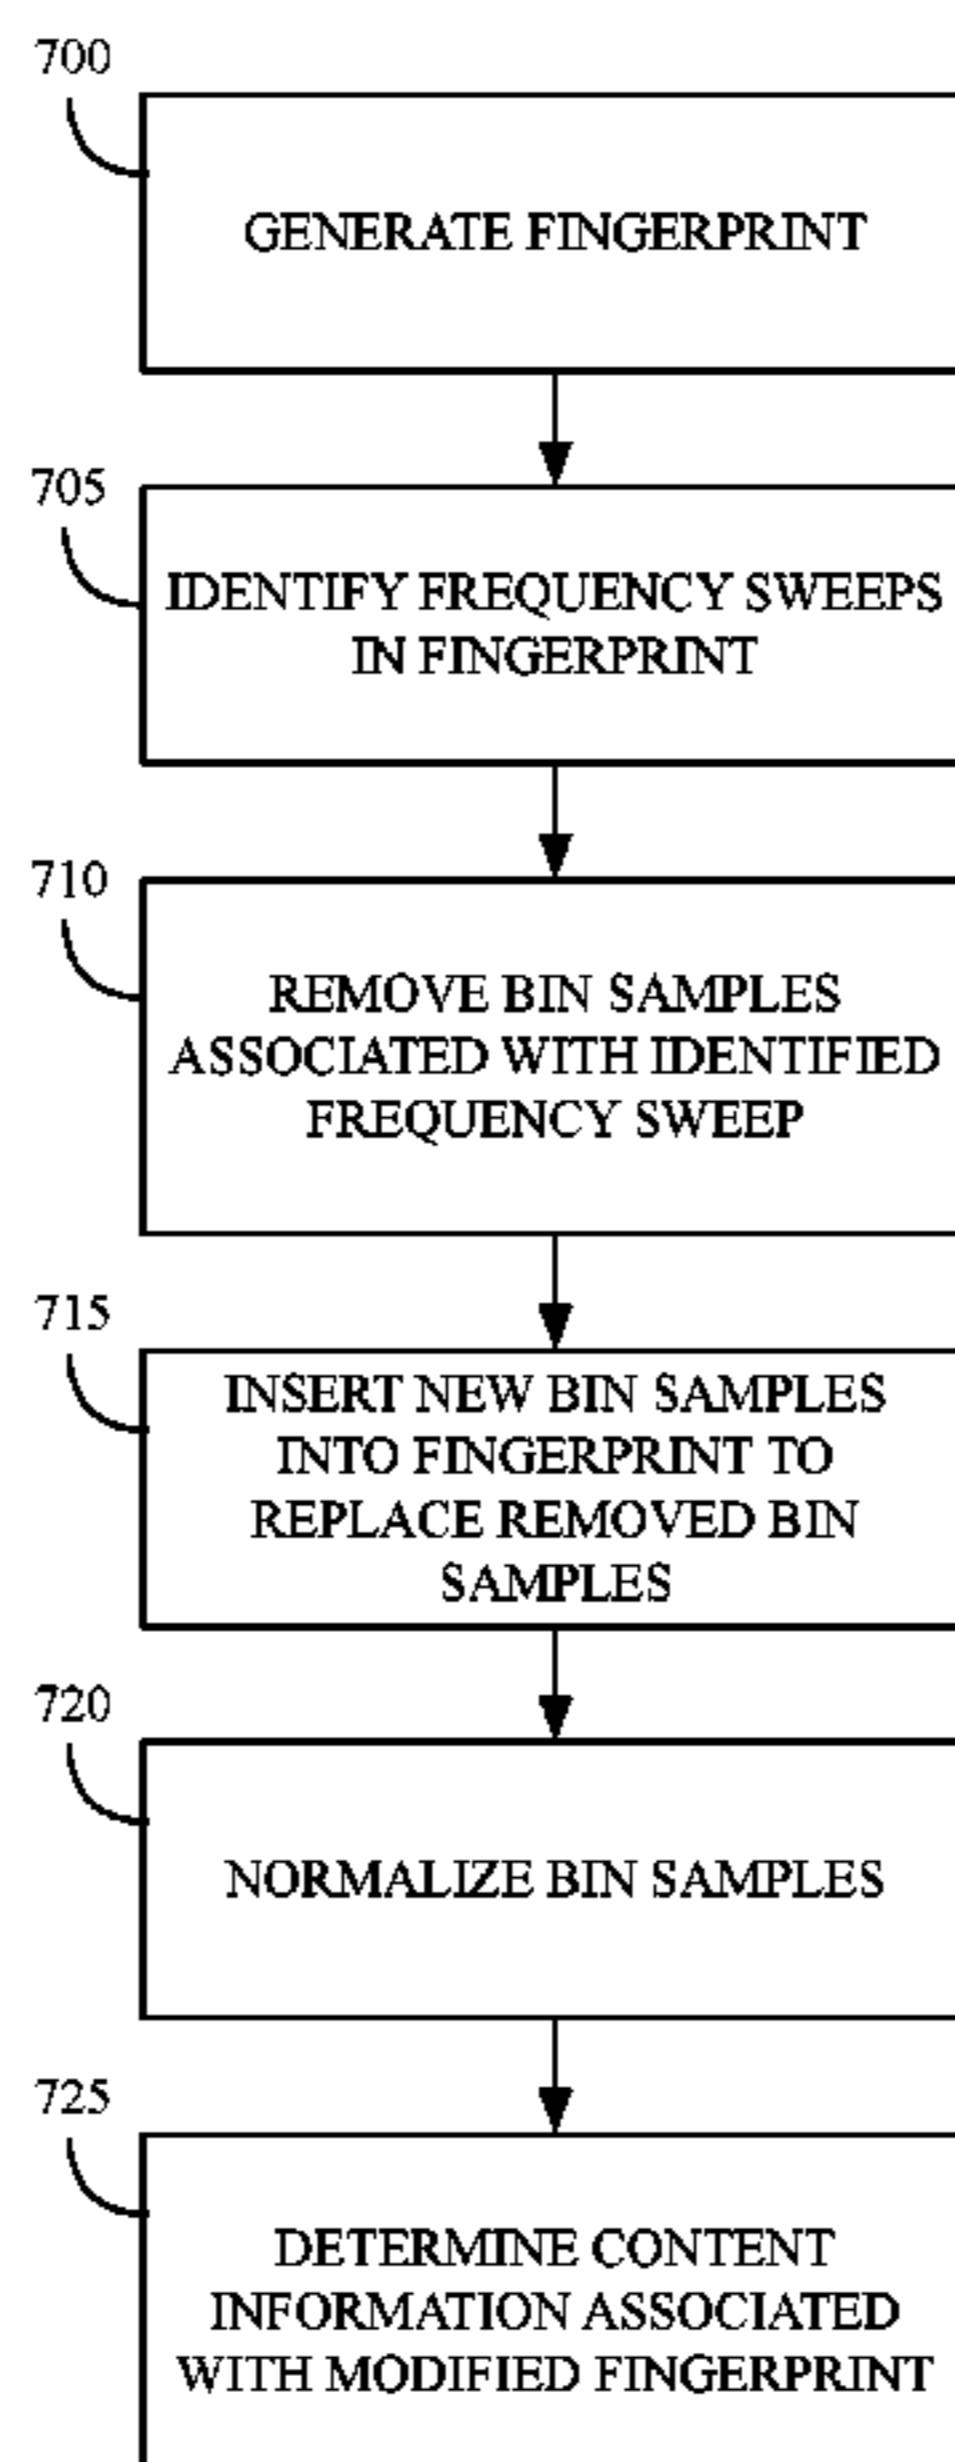 700
GENERATE FINGERPRINT
705
IDENTIFY FREQUENCY SWEEPS
IN FINGERPRINT
710
REMOVE BIN SAMPLES
ASSOCIATED WITH IDENTIFIED
FREQUENCY SWEEP
715
INSERT NEW BIN SAMPLES
INTO FINGERPRINT TO
REPLACE REMOVED BIN
SAMPLES
720
NORMALIZE BIN SAMPLES
725
DETERMINE CONTENT
INFORMATION ASSOCIATED
WITH MODIFIED FINGERPRINT